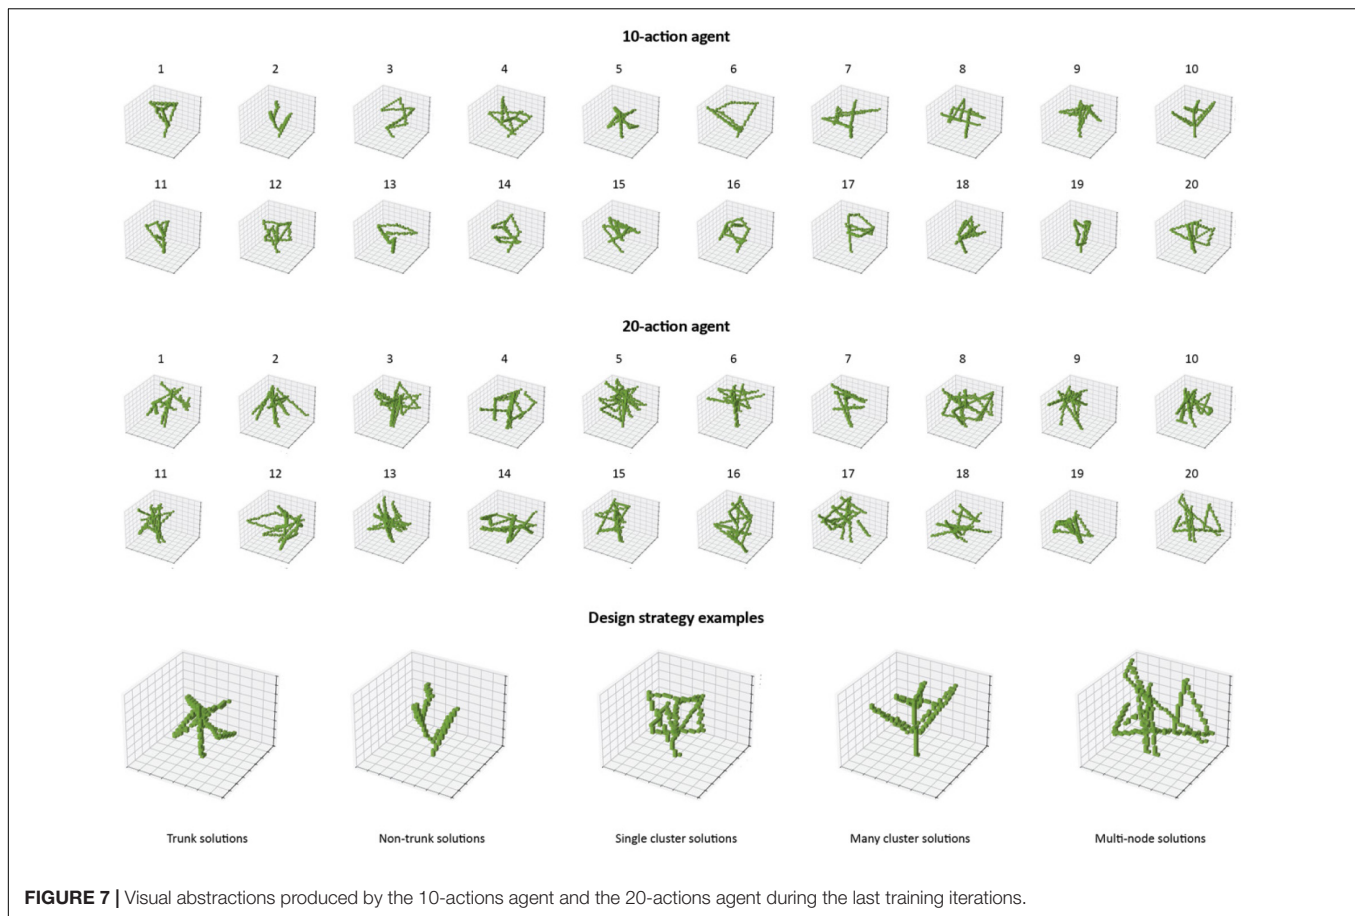 10-action agent
1 2 3 4 5 6 7 8 9 10
11 12 13 14 15 16 17 18 19 20
20-action agent
1 2 3 4 5 6 7 8 9 10
11 12 13 14 15 16 17 18 19 20
Design strategy examples
Trunk solutions Non-trunk solutions Single cluster solutions Many cluster solutions Multi-node solutions
FIGURE 7 | Visual abstractions produced by the 10-actions agent and the 20-actions agent during the last training iterations.